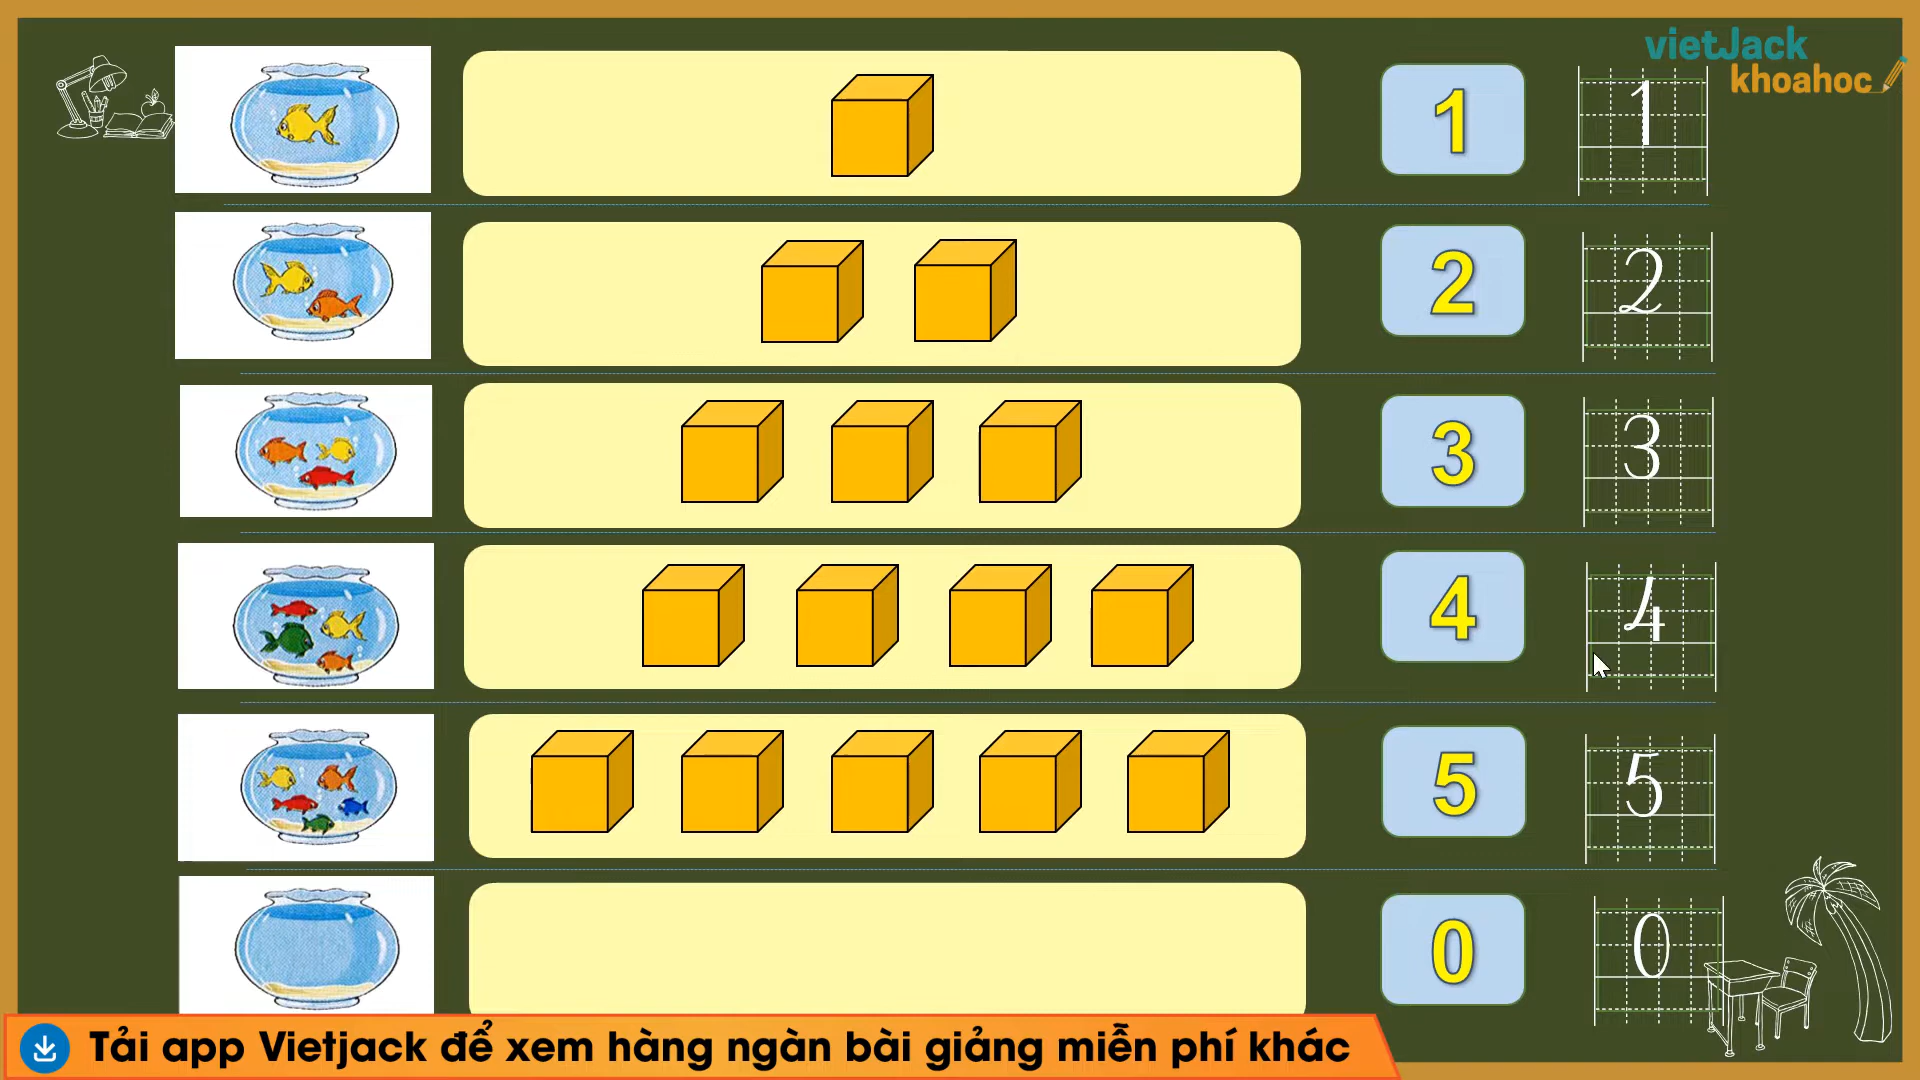 vietJack
khoahoc
1 1
2 2
3 3
4 4
5 5
0 0
Tải app Vietjack để xem hàng ngàn bài giảng miễn phí khác